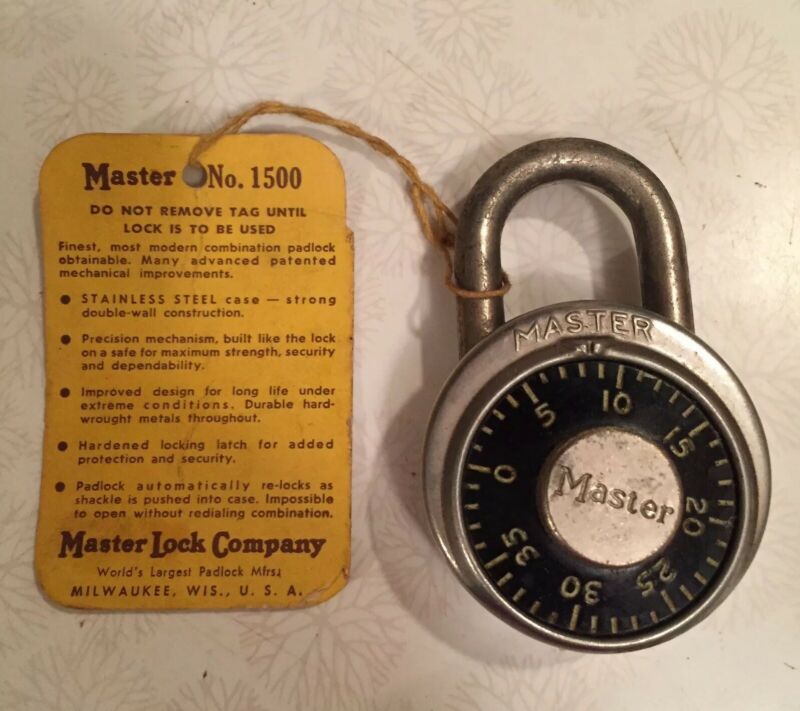 Master No. 1500
DO NOT REMOVE TAG UNTIL
LOCK IS TO BE USED
Finest, most modern combination padlock
obtainable. Many advanced patented
mechanical improvements.
● STAINLESS STEEL case — strong
double-wall construction.
● Precision mechanism, built like the lock
on a safe for maximum strength, security
and dependability.
● Improved design for long life under
extreme conditions. Durable hard-
wrought metals throughout.
● Hardened locking latch for added
protection and security.
● Padlock automatically re-locks as
shackle is pushed into case. Impossible
to open without redialing combination.
Master Lock Company
World's Largest Padlock Mfrs.
MILWAUKEE, WIS., U. S. A.
MASTER
0
5
10
15
20
25
30
35
Master